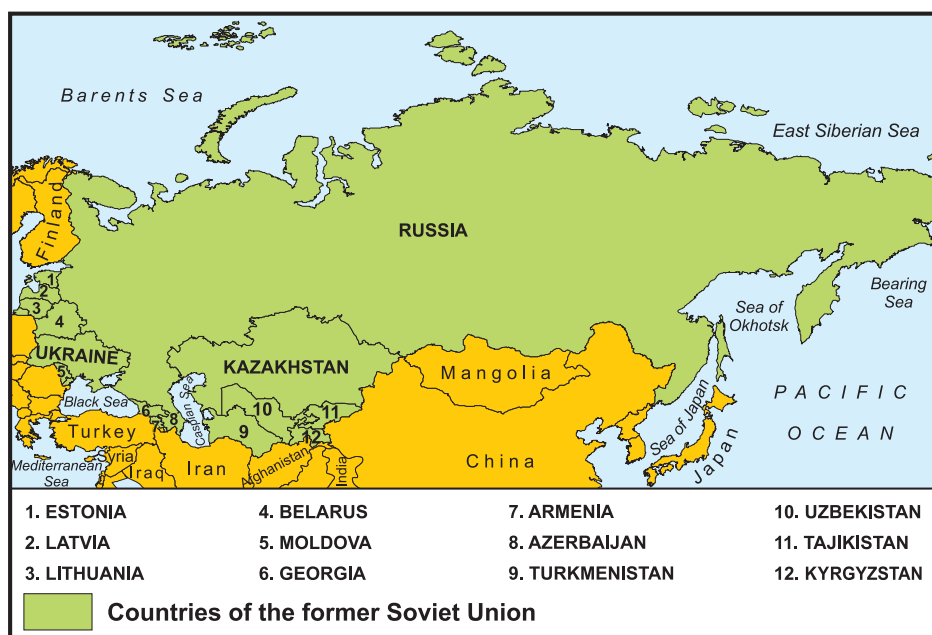 Barents Sea
East Siberian Sea
RUSSIA
Finland
1
2
3
4
Bearing
Sea
Sea of
Okhotsk
UKRAINE
5
KAZAKHSTAN
Mangolia
Black Sea
Caspian Sea
6
7
8
9
10
11
12
PACIFIC
OCEAN
Sea of Japan
Japan
Turkey
Syria
Iraq
Iran
Afghanistan
India
China
Mediterranean
Sea
1. ESTONIA
4. BELARUS
7. ARMENIA
10. UZBEKISTAN
2. LATVIA
5. MOLDOVA
8. AZERBAIJAN
11. TAJIKISTAN
3. LITHUANIA
6. GEORGIA
9. TURKMENISTAN
12. KYRGYZSTAN
Countries of the former Soviet Union